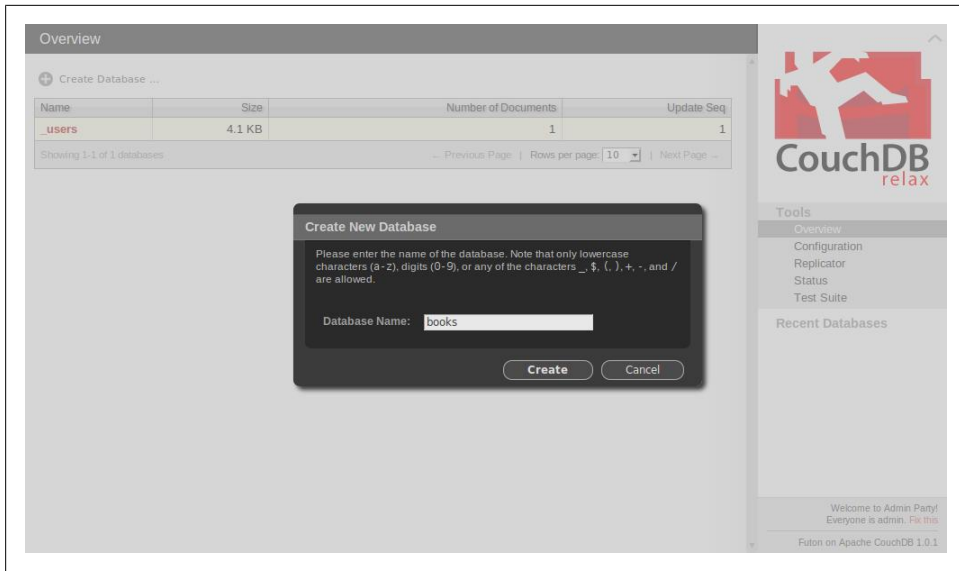 Overview
Create Database ...
Name Size Number of Documents Update Seq
_users 4.1 KB 1 1
Showing 1-1 of 1 databases ← Previous Page | Rows per page: 10 | Next Page →
Create New Database
Please enter the name of the database. Note that only lowercase
characters (a-z), digits (0-9), or any of the characters _, $, (, ), +, -, and /
are allowed.
Database Name: books
Create Cancel
CouchDB
relax
Tools
Overview
Configuration
Replicator
Status
Test Suite
Recent Databases
Welcome to Admin Party!
Everyone is admin. Fix this
Futon on Apache CouchDB 1.0.1